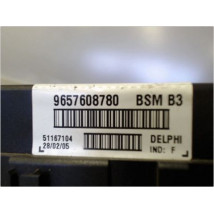 9657608780 BSM B3
51167104 DELPHI
28/02/05 IND: F